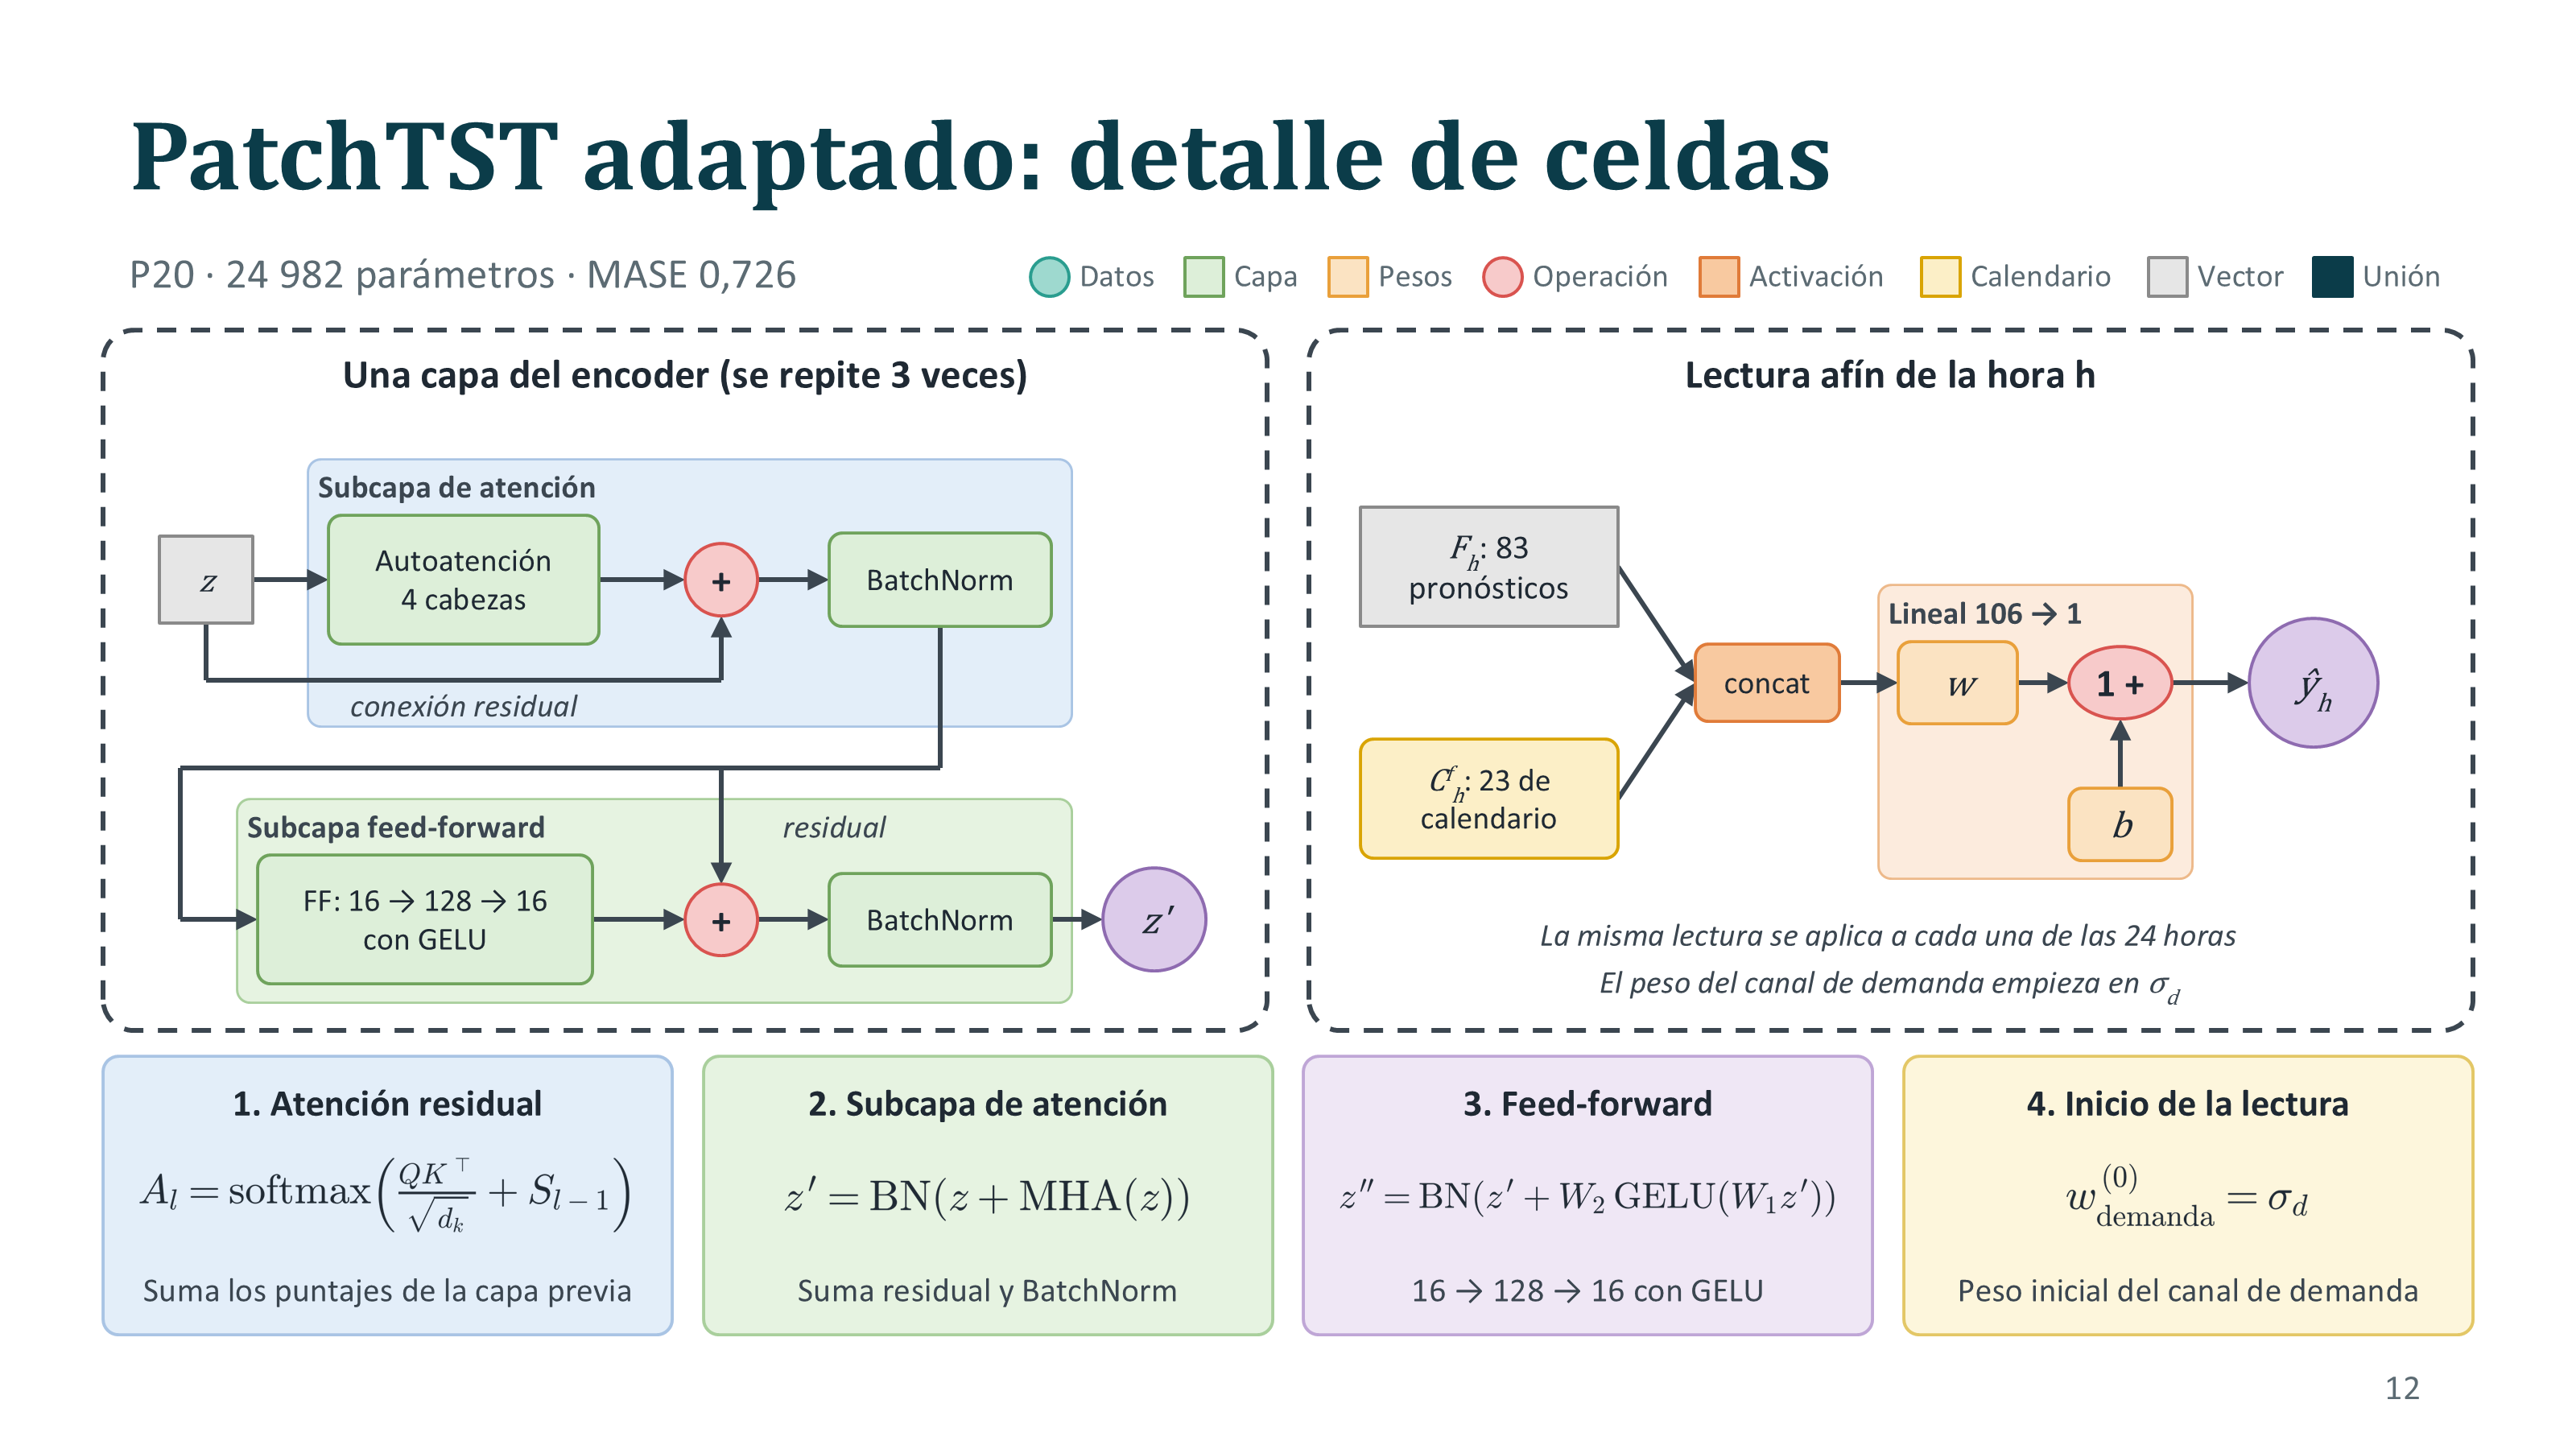 PatchTST adaptado: detalle de celdas
P20 · 24 982 parámetros · MASE 0,726
Datos Capa Pesos Operación Activación Calendario Vector Unión
Una capa del encoder (se repite 3 veces)
Subcapa de atención
z
Autoatención
4 cabezas
+
BatchNorm
conexión residual
Subcapa feed-forward
residual
FF: 16 → 128 → 16
con GELU
+
BatchNorm
z′
Lectura afín de la hora h
F_h: 83
pronósticos
C^f_h: 23 de
calendario
concat
Lineal 106 → 1
w
1 +
b
ŷ_h
La misma lectura se aplica a cada una de las 24 horas
El peso del canal de demanda empieza en σ_d
1. Atención residual
A_l = softmax(QK^⊤/√d_k + S_{l−1})
Suma los puntajes de la capa previa
2. Subcapa de atención
z′ = BN(z + MHA(z))
Suma residual y BatchNorm
3. Feed-forward
z″ = BN(z′ + W_2 GELU(W_1 z′))
16 → 128 → 16 con GELU
4. Inicio de la lectura
w^{(0)}_{demanda} = σ_d
Peso inicial del canal de demanda
12